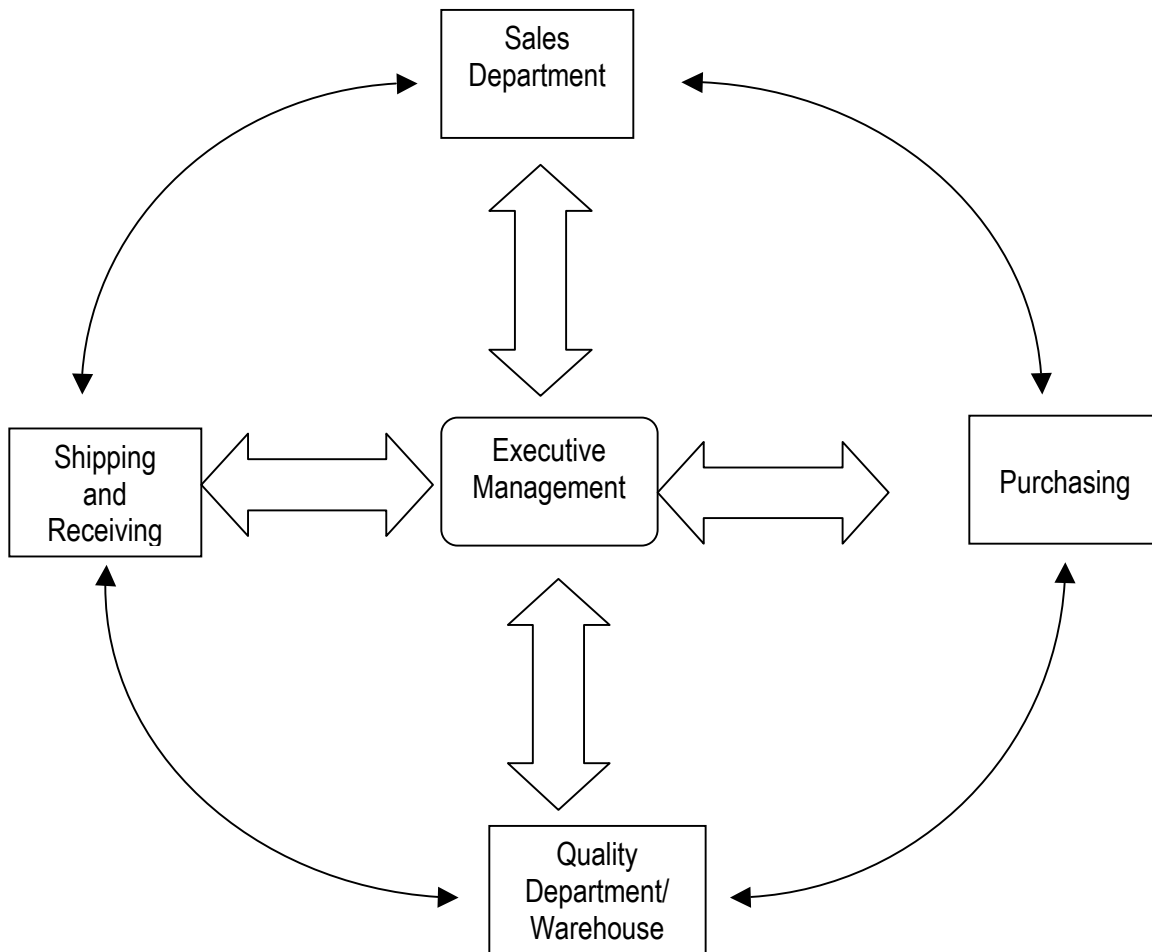 Sales
Department
Shipping
and
Receiving
Executive
Management
Purchasing
Quality
Department/
Warehouse